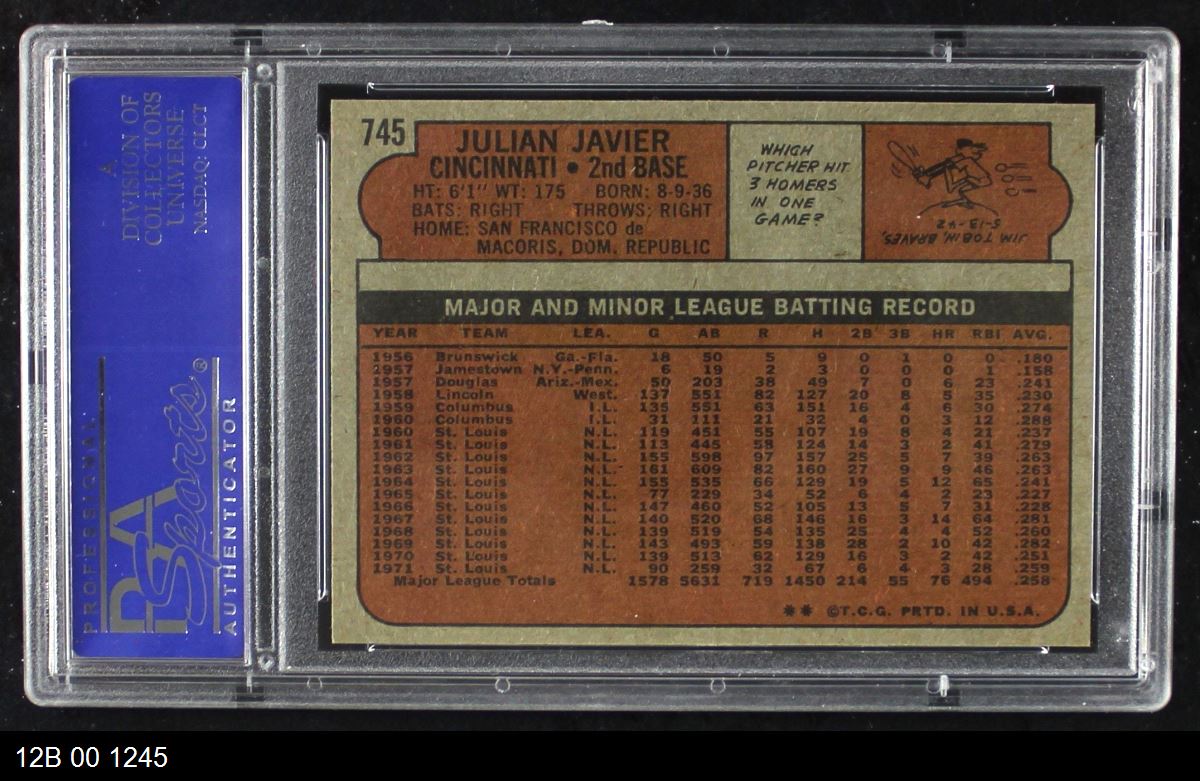 A
DIVISION OF
COLLECTORS
UNIVERSE
NASDAQ: CLCT
PROFESSIONAL
PSA
Sports®
AUTHENTICATOR
745
JULIAN JAVIER
CINCINNATI • 2nd BASE
HT: 6'1" WT: 175 BORN: 8-9-36
BATS: RIGHT THROWS: RIGHT
HOME: SAN FRANCISCO de
MACORIS, DOM. REPUBLIC
WHICH
PITCHER HIT
3 HOMERS
IN ONE
GAME?
JIM TOBIN, BRAVES,
5-13-42
MAJOR AND MINOR LEAGUE BATTING RECORD
YEAR TEAM LEA. G AB R H 2B 3B HR RBI AVG.
1956 Brunswick Ga.-Fla. 18 50 5 9 0 1 0 0 .180
1957 Jamestown N.Y.-Penn. 6 19 2 3 0 0 0 1 .158
1957 Douglas Ariz.-Mex. 50 203 38 49 7 0 6 23 .241
1958 Lincoln West. 137 551 82 127 20 8 5 35 .230
1959 Columbus I.L. 135 551 63 151 16 4 6 30 .274
1960 Columbus I.L. 31 111 21 32 4 0 3 12 .288
1960 St. Louis N.L. 119 451 55 107 19 8 4 21 .237
1961 St. Louis N.L. 113 445 58 124 14 3 2 41 .279
1962 St. Louis N.L. 155 598 97 157 25 5 7 39 .263
1963 St. Louis N.L. 161 609 82 160 27 9 9 46 .263
1964 St. Louis N.L. 155 535 66 129 19 5 12 65 .241
1965 St. Louis N.L. 77 229 34 52 6 4 2 23 .227
1966 St. Louis N.L. 147 460 52 105 13 5 7 31 .228
1967 St. Louis N.L. 140 520 68 146 16 3 14 64 .281
1968 St. Louis N.L. 139 519 54 135 25 4 4 52 .260
1969 St. Louis N.L. 143 493 59 138 28 2 10 42 .282
1970 St. Louis N.L. 139 513 62 129 16 3 2 42 .251
1971 St. Louis N.L. 90 259 32 67 6 4 3 28 .259
Major League Totals 1578 5631 719 1450 214 55 76 494 .258
** ©T.C.G. PRTD. IN U.S.A.
12B 00 1245